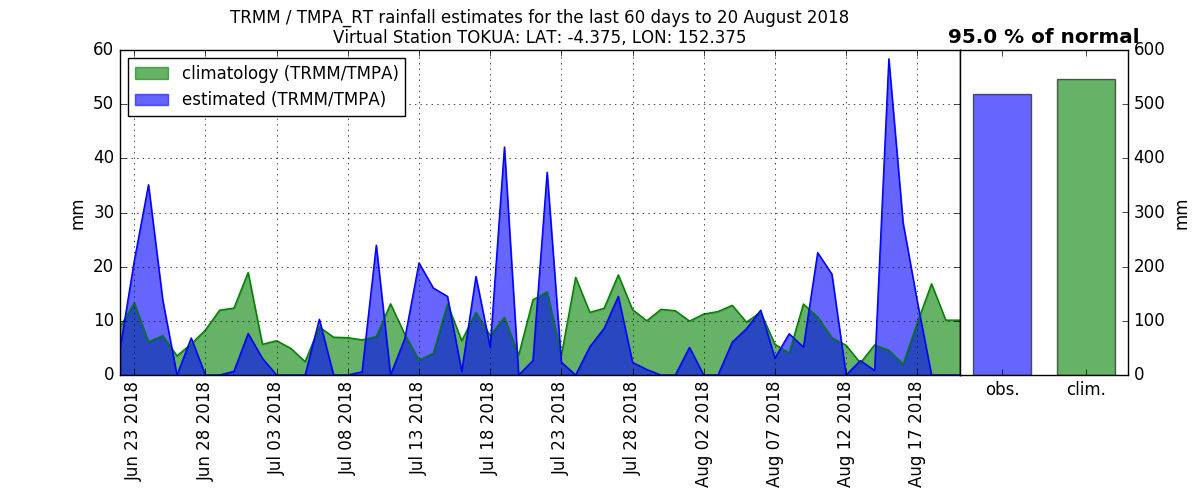 TRMM / TMPA_RT rainfall estimates for the last 60 days to 20 August 2018
Virtual Station TOKUA: LAT: -4.375, LON: 152.375
95.0 % of normal
climatology (TRMM/TMPA)
estimated (TRMM/TMPA)
mm
60
50
40
30
20
10
0
600
500
400
300
200
100
0
mm
Jun 23 2018
Jun 28 2018
Jul 03 2018
Jul 08 2018
Jul 13 2018
Jul 18 2018
Jul 23 2018
Jul 28 2018
Aug 02 2018
Aug 07 2018
Aug 12 2018
Aug 17 2018
obs.
clim.